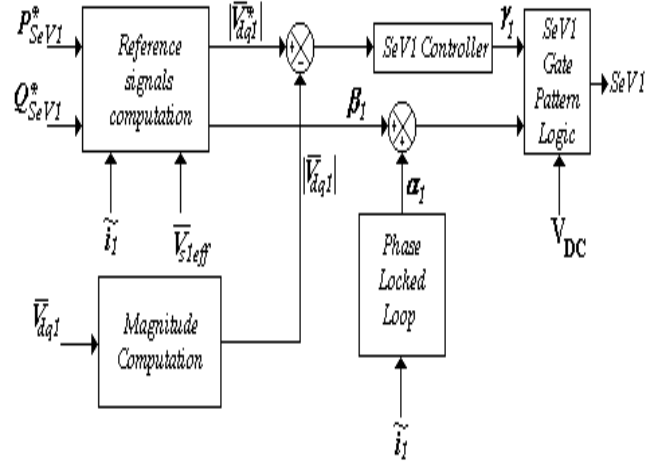 P*SeV1
Q*SeV1
Reference
signals
computation
ĩ1
V̅s1eff
|V̅*dq1|
+
−
|V̅dq1|
SeV1 Controller
γ1
SeV1
Gate
Pattern
Logic
SeV1
β1
+
+
α1
VDC
V̅dq1
Magnitude
Computation
Phase
Locked
Loop
ĩ1